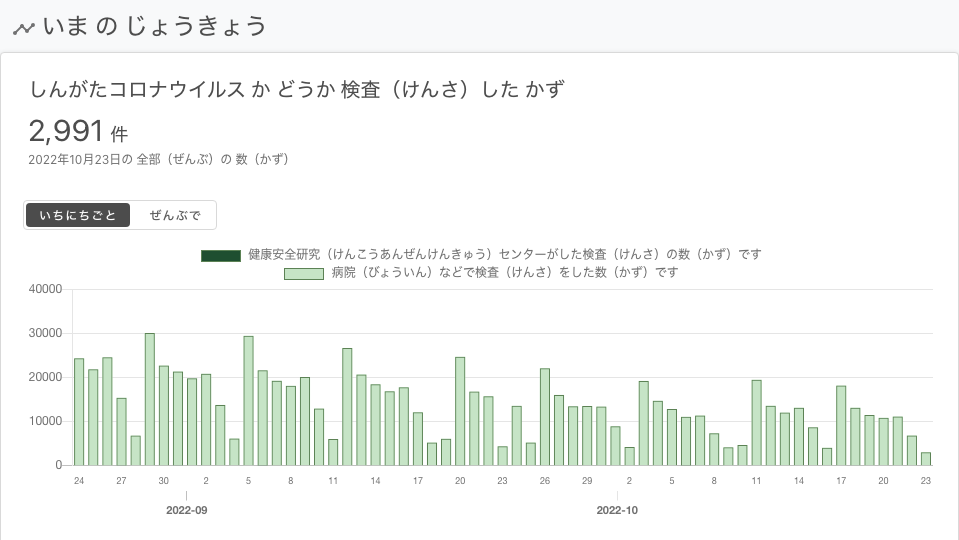 いま の じょうきょう
しんがたコロナウイルス か どうか 検査（けんさ）した かず
2,991 件
2022年10月23日の 全部（ぜんぶ）の 数（かず）
いちにちごと ぜんぶで
健康安全研究（けんこうあんぜんけんきゅう）センターがした検査（けんさ）の数（かず）です
病院（びょういん）などで検査（けんさ）をした数（かず）です
40000
30000
20000
10000
0
24 27 30 2 5 8 11 14 17 20 23 26 29 2 5 8 11 14 17 20 23
2022-09 2022-10